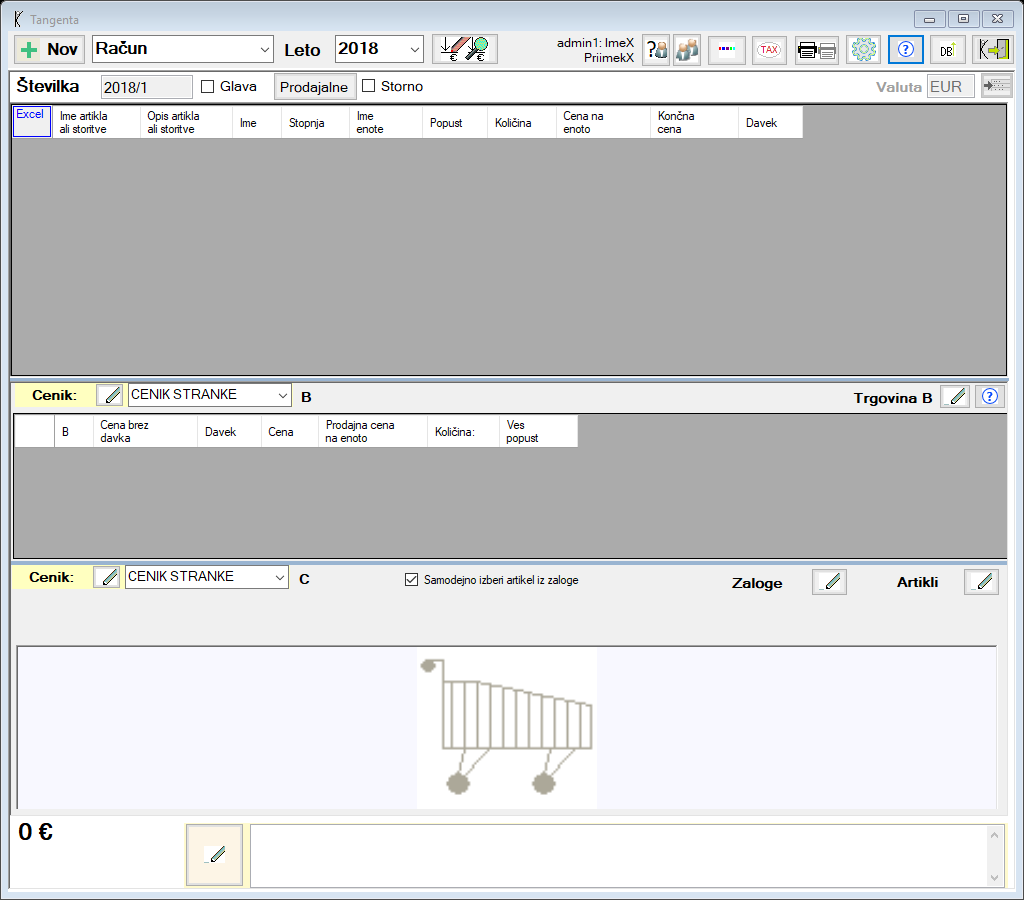 Tangenta
Nov Račun Leto 2018 admin1: ImeX
PriimekX
TAX
DB
Številka 2018/1 Glava Prodajalne Storno Valuta EUR
Excel Ime artikla
ali storitve Opis artikla
ali storitve Ime Stopnja Ime
enote Popust Količina Cena na
enoto Končna
cena Davek
Cenik: CENIK STRANKE B Trgovina B
B Cena brez
davka Davek Cena Prodajna cena
na enoto Količina: Ves
popust
Cenik: CENIK STRANKE C Samodejno izberi artikel iz zaloge Zaloge Artikli
0 €